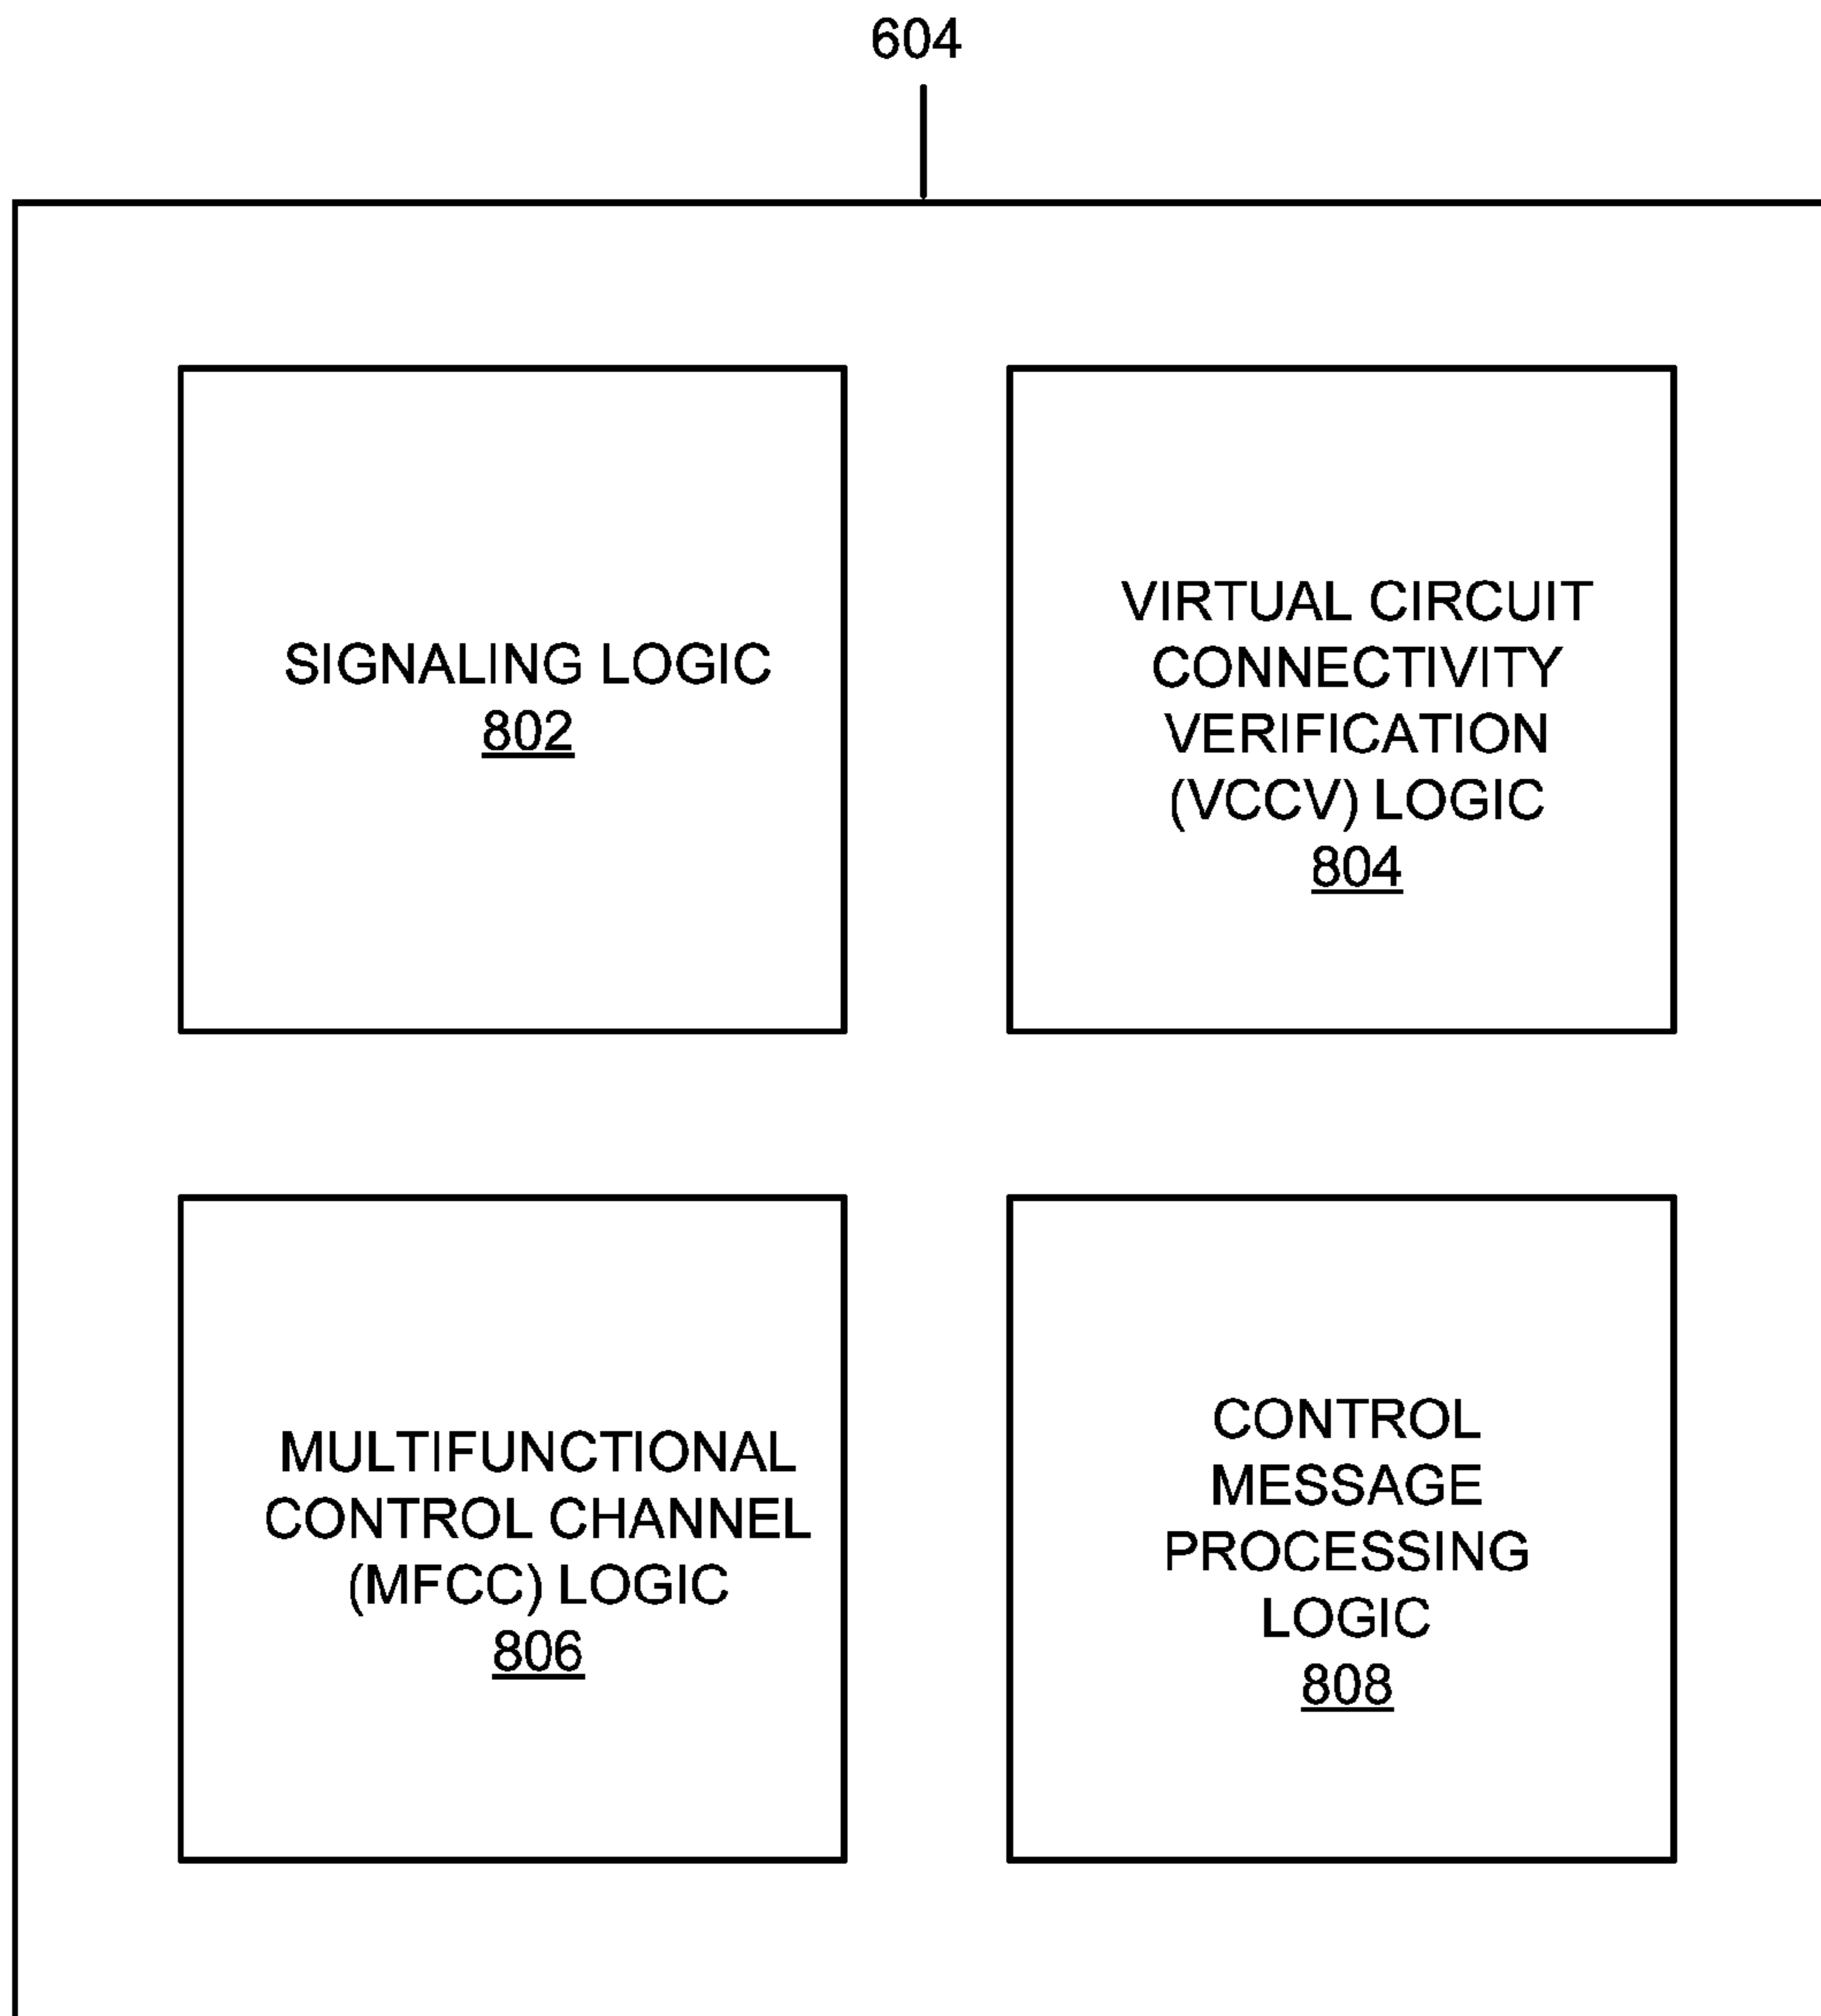 604
SIGNALING LOGIC
802
VIRTUAL CIRCUIT
CONNECTIVITY
VERIFICATION
(VCCV) LOGIC
804
MULTIFUNCTIONAL
CONTROL CHANNEL
(MFCC) LOGIC
806
CONTROL
MESSAGE
PROCESSING
LOGIC
808